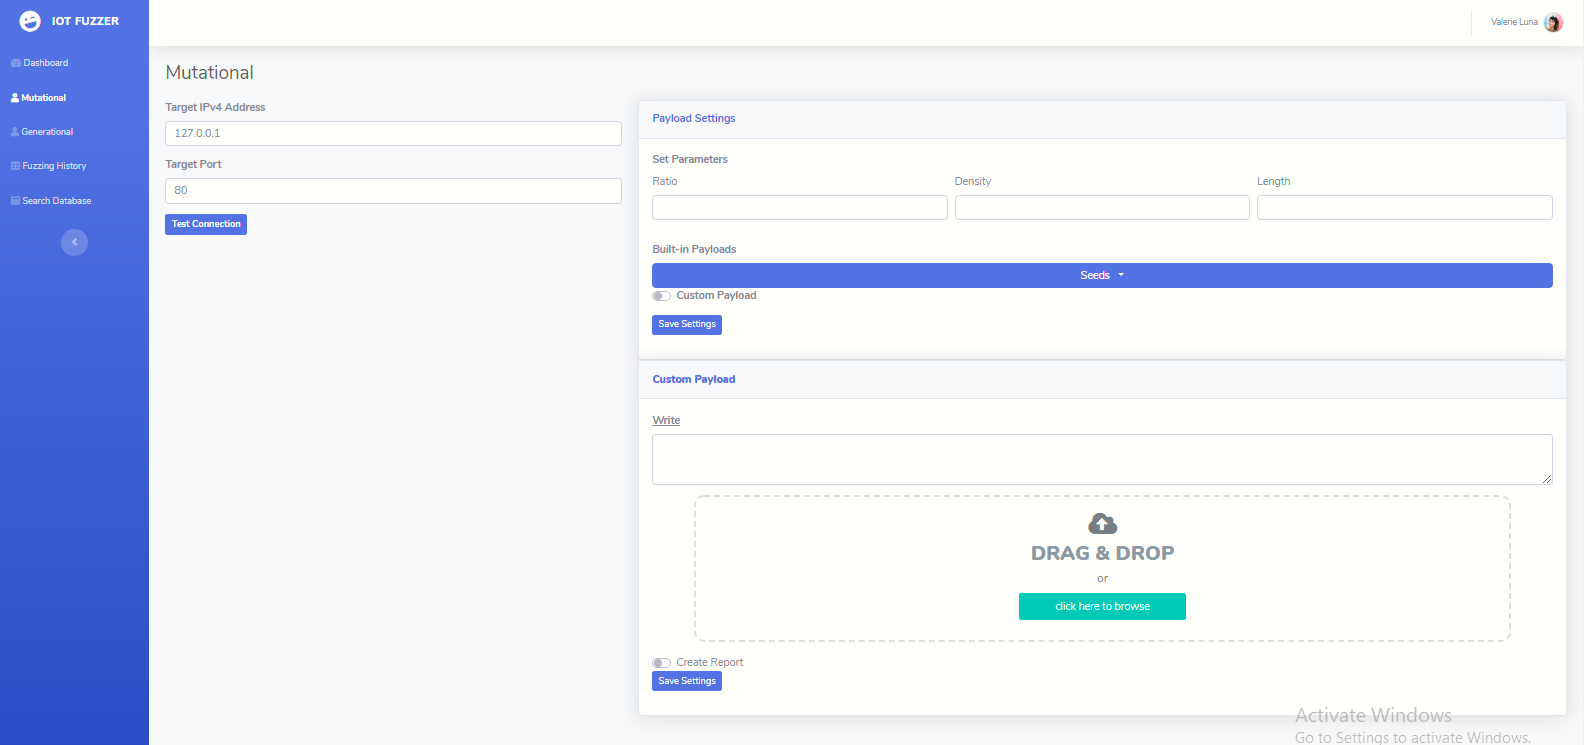 IOT FUZZER
Valerie Luna
Dashboard
Mutational
Generational
Fuzzing History
Search Database
Mutational
Target IPv4 Address
127.0.0.1
Target Port
80
Test Connection
Payload Settings
Set Parameters
Ratio Density Length
Built-in Payloads
Seeds
Custom Payload
Save Settings
Custom Payload
Write
DRAG & DROP
or
click here to browse
Create Report
Save Settings
Activate Windows
Go to Settings to activate Windows.